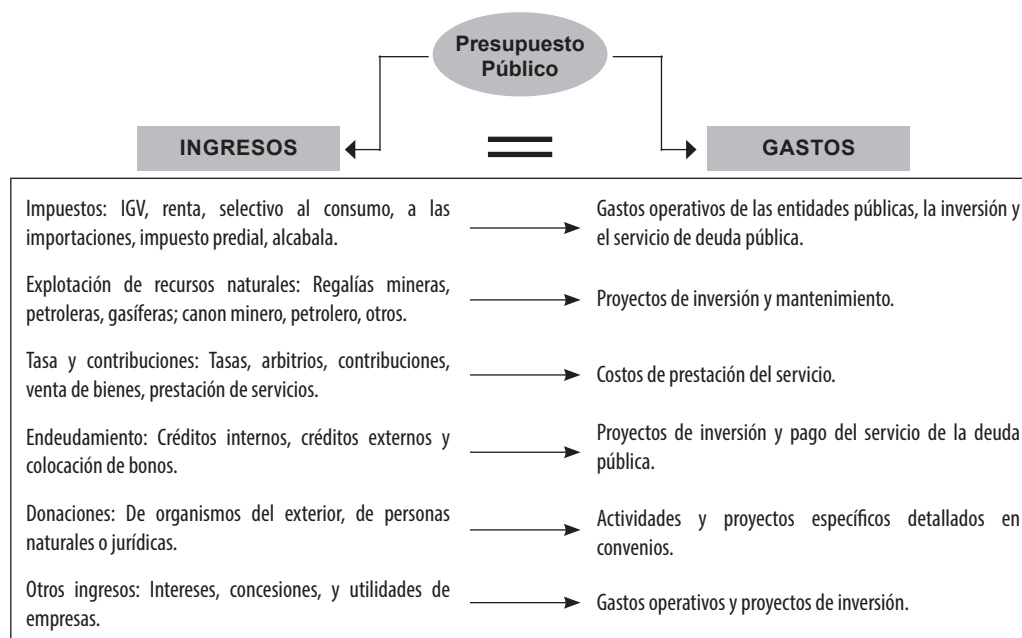 Presupuesto
Público
INGRESOS
GASTOS
Impuestos: IGV, renta, selectivo al consumo, a las
importaciones, impuesto predial, alcabala.
Gastos operativos de las entidades públicas, la inversión y
el servicio de deuda pública.
Explotación de recursos naturales: Regalías mineras,
petroleras, gasíferas; canon minero, petrolero, otros.
Proyectos de inversión y mantenimiento.
Tasa y contribuciones: Tasas, arbitrios, contribuciones,
venta de bienes, prestación de servicios.
Costos de prestación del servicio.
Endeudamiento: Créditos internos, créditos externos y
colocación de bonos.
Proyectos de inversión y pago del servicio de la deuda
pública.
Donaciones: De organismos del exterior, de personas
naturales o jurídicas.
Actividades y proyectos específicos detallados en
convenios.
Otros ingresos: Intereses, concesiones, y utilidades de
empresas.
Gastos operativos y proyectos de inversión.